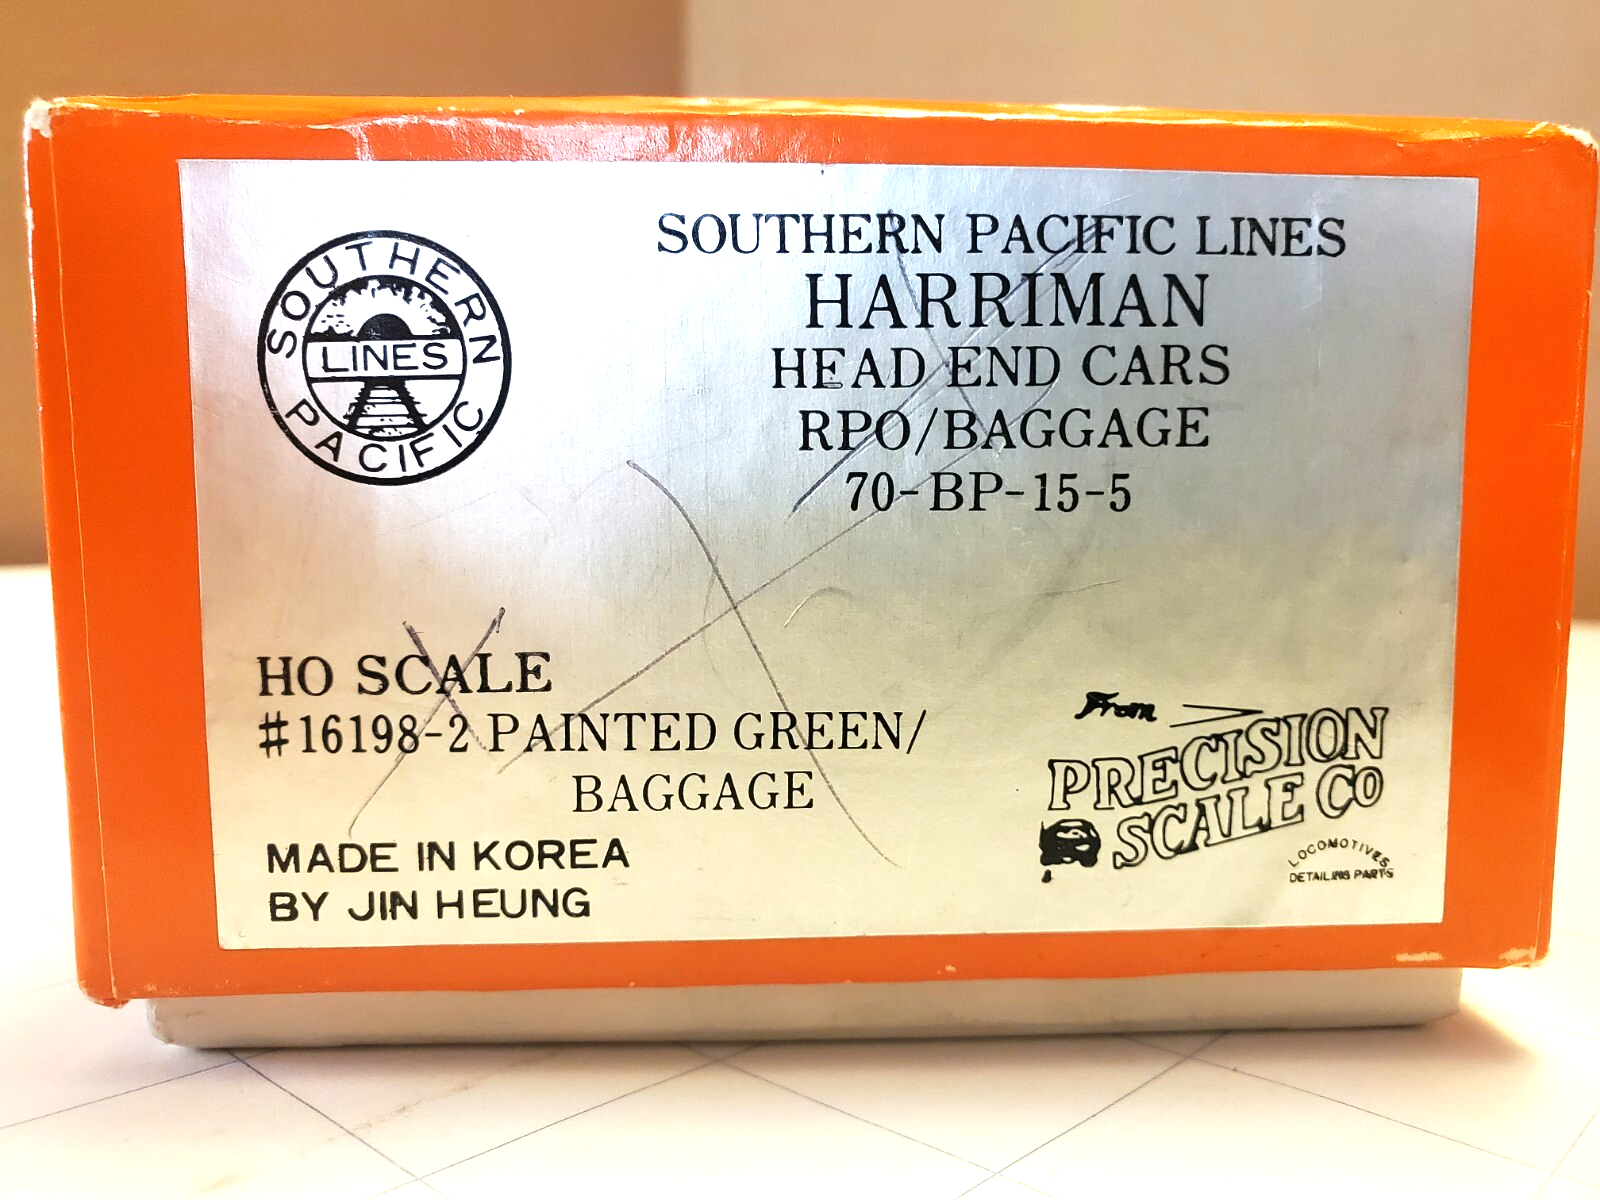 SOUTHERN
LINES
PACIFIC
SOUTHERN PACIFIC LINES
HARRIMAN
HEAD END CARS
RPO/BAGGAGE
70-BP-15-5
HO SCALE
#16198-2 PAINTED GREEN/
BAGGAGE
MADE IN KOREA
BY JIN HEUNG
From
PRECISION
SCALE CO
LOCOMOTIVES
DETAILING PARTS